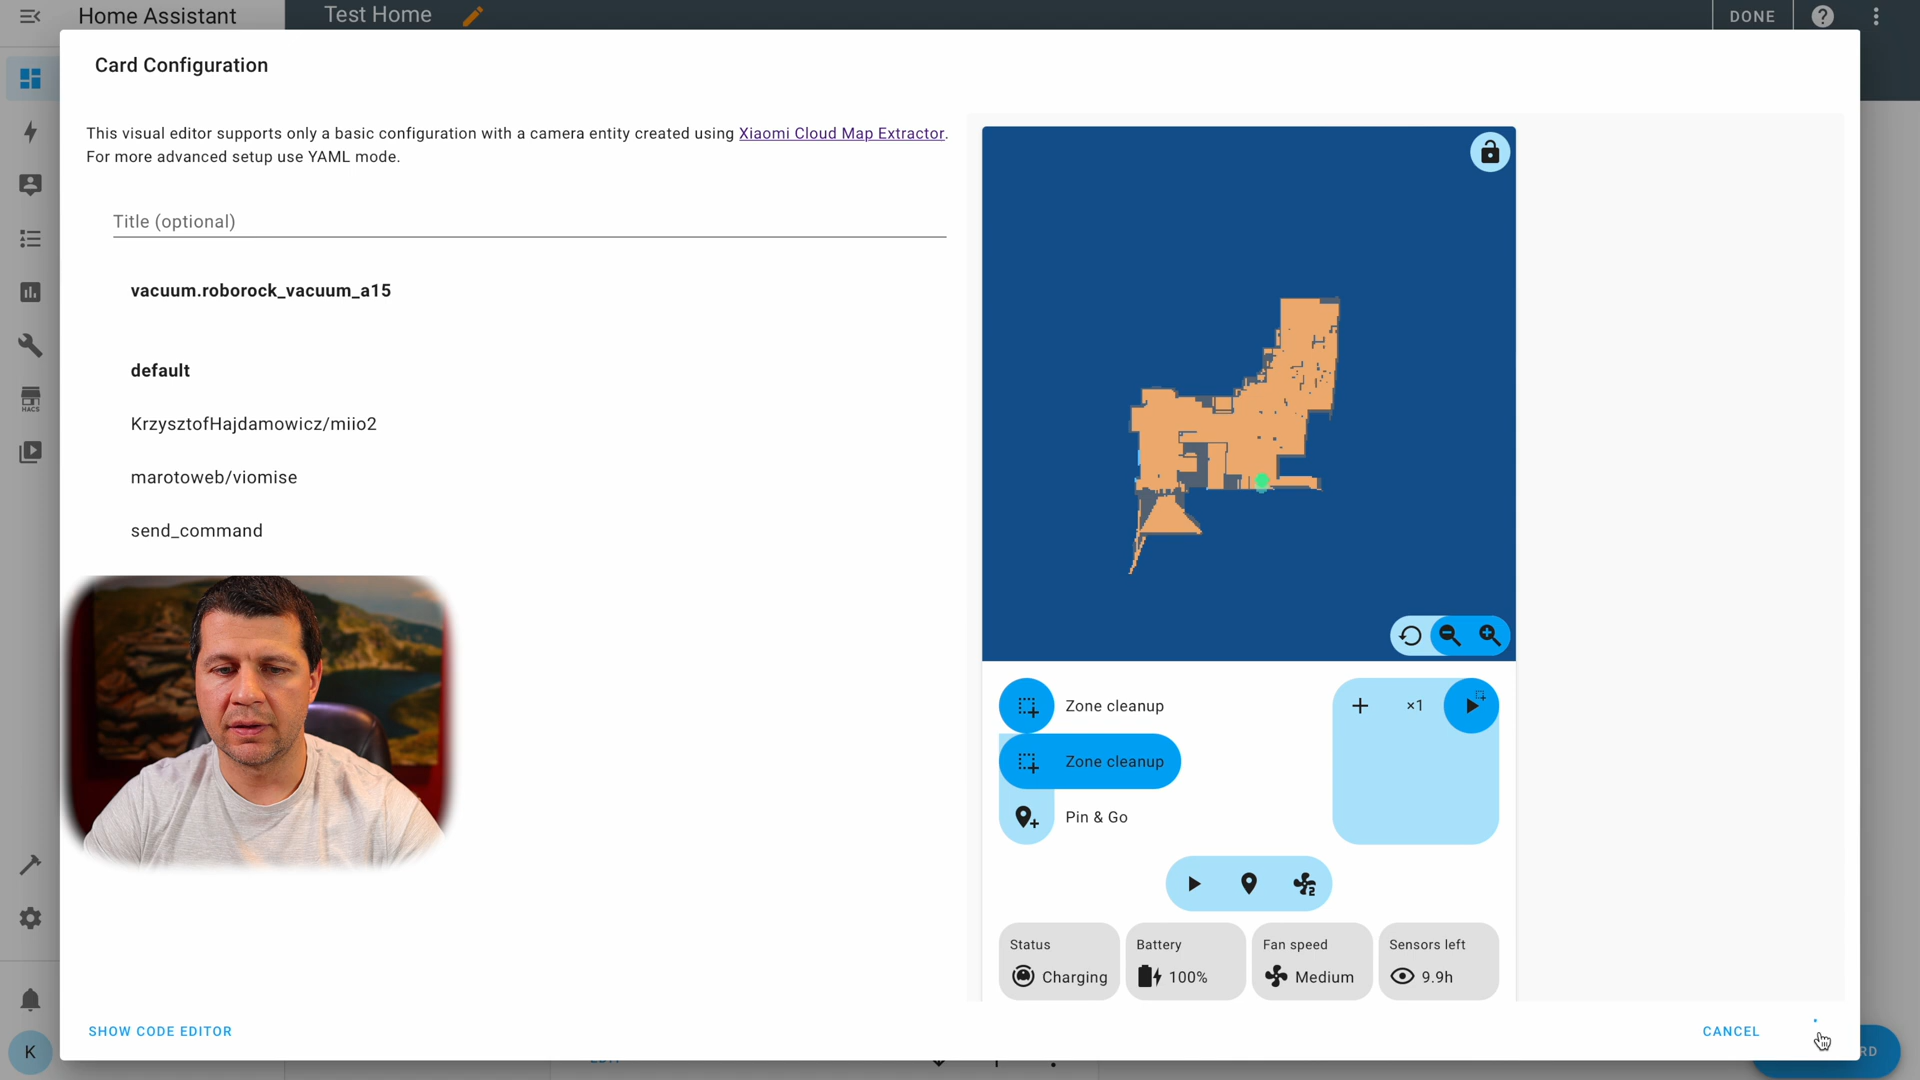 Home Assistant
Test Home
DONE
Card Configuration
This visual editor supports only a basic configuration with a camera entity created using Xiaomi Cloud Map Extractor.
For more advanced setup use YAML mode.
Title (optional)
vacuum.roborock_vacuum_a15
default
KrzysztofHajdamowicz/miio2
marotoweb/viomise
send_command
HACS
Zone cleanup
×1
Zone cleanup
Pin & Go
2
Status
Charging
Battery
100%
Fan speed
Medium
Sensors left
9.9h
SHOW CODE EDITOR
CANCEL
K
RD